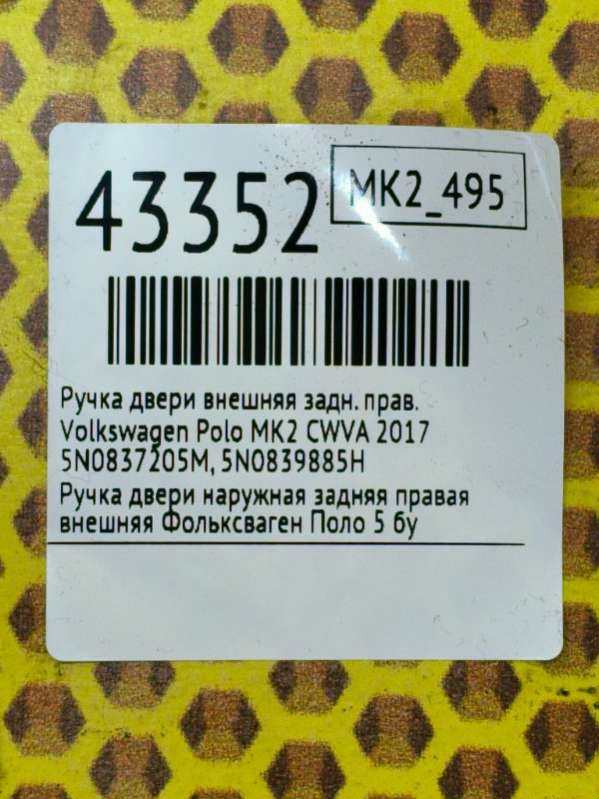 43352
MK2_495
Ручка двери внешняя задн. прав.
Volkswagen Polo MK2 CWVA 2017
5N0837205M, 5N0839885H
Ручка двери наружная задняя правая
внешняя Фольксваген Поло 5 бу